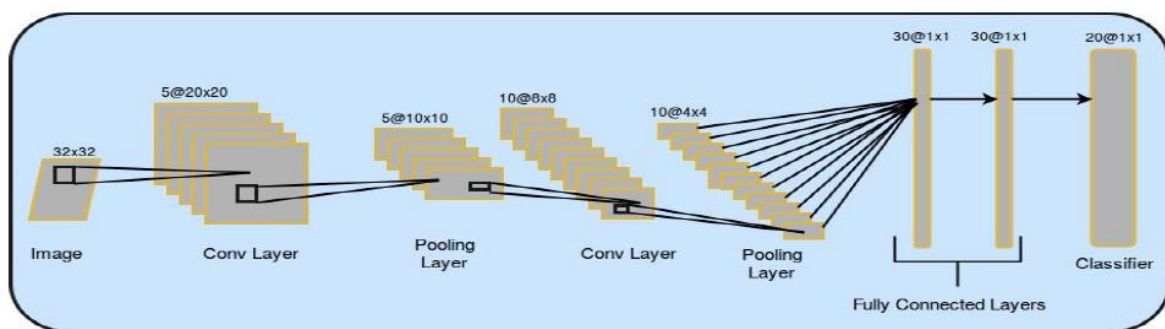 32x32
5@20x20
5@10x10
10@8x8
10@4x4
30@1x1
30@1x1
20@1x1
Image
Conv Layer
Pooling
Layer
Conv Layer
Pooling
Layer
Fully Connected Layers
Classifier